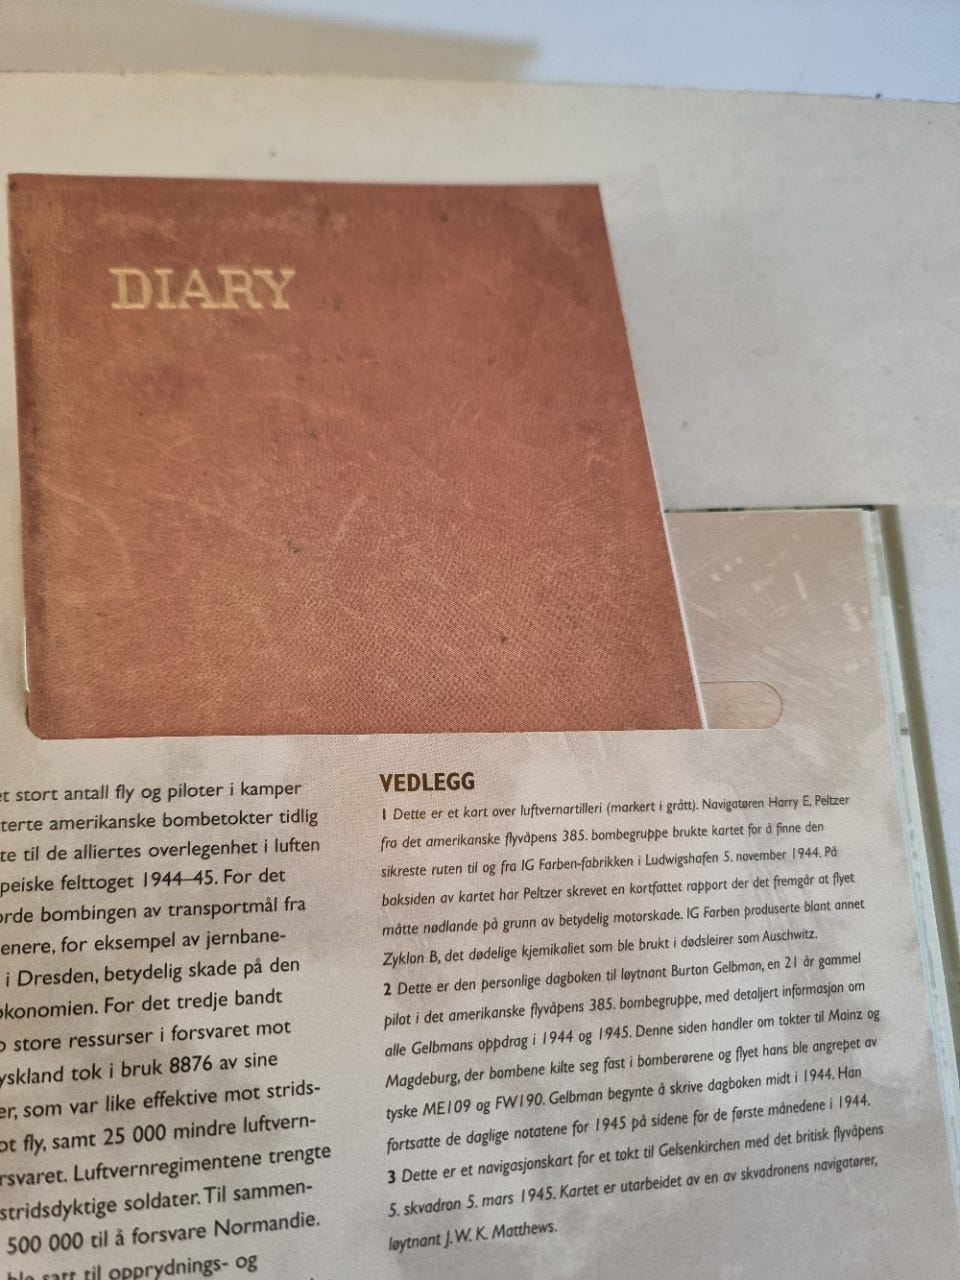 DIARY
et stort antall fly og piloter i kamper
terte amerikanske bombetokter tidlig
te til de alliertes overlegenhet i luften
peiske felttoget 1944–45. For det
orde bombingen av transportmål fra
enere, for eksempel av jernbane-
i Dresden, betydelig skade på den
økonomien. For det tredje bandt
store ressurser i forsvaret mot
yskland tok i bruk 8876 av sine
er, som var like effektive mot strids-
ot fly, samt 25 000 mindre luftvern-
rsvaret. Luftvernregimentene trengte
stridsdyktige soldater. Til sammen-
500 000 til å forsvare Normandie.
ble satt til opprydnings- og
VEDLEGG
1 Dette er et kart over luftvernartilleri (markert i grått). Navigatøren Harry E. Peltzer
fra det amerikanske flyvåpens 385. bombegruppe brukte kartet for å finne den
sikreste ruten til og fra IG Farben-fabrikken i Ludwigshafen 5. november 1944. På
baksiden av kartet har Peltzer skrevet en kortfattet rapport der det fremgår at flyet
måtte nødlande på grunn av betydelig motorskade. IG Farben produserte blant annet
Zyklon B, det dødelige kjemikaliet som ble brukt i dødsleirer som Auschwitz.
2 Dette er den personlige dagboken til løytnant Burton Gelbman, en 21 år gammel
pilot i det amerikanske flyvåpens 385. bombegruppe, med detaljert informasjon om
alle Gelbmans oppdrag i 1944 og 1945. Denne siden handler om tokter til Mainz og
Magdeburg, der bombene kilte seg fast i bomberørene og flyet hans ble angrepet av
tyske ME109 og FW190. Gelbman begynte å skrive dagboken midt i 1944. Han
fortsatte de daglige notatene for 1945 på sidene for de første månedene i 1944.
3 Dette er et navigasjonskart for et tokt til Gelsenkirchen med det britisk flyvåpens
5. skvadron 5. mars 1945. Kartet er utarbeidet av en av skvadronens navigatører,
løytnant J. W. K. Matthews.